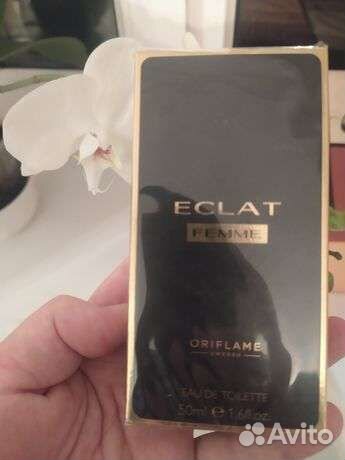 ECLAT
FEMME
ORIFLAME
SWEDEN
EAU DE TOILETTE
50ml ℮ 1.6fl.oz.
Avito